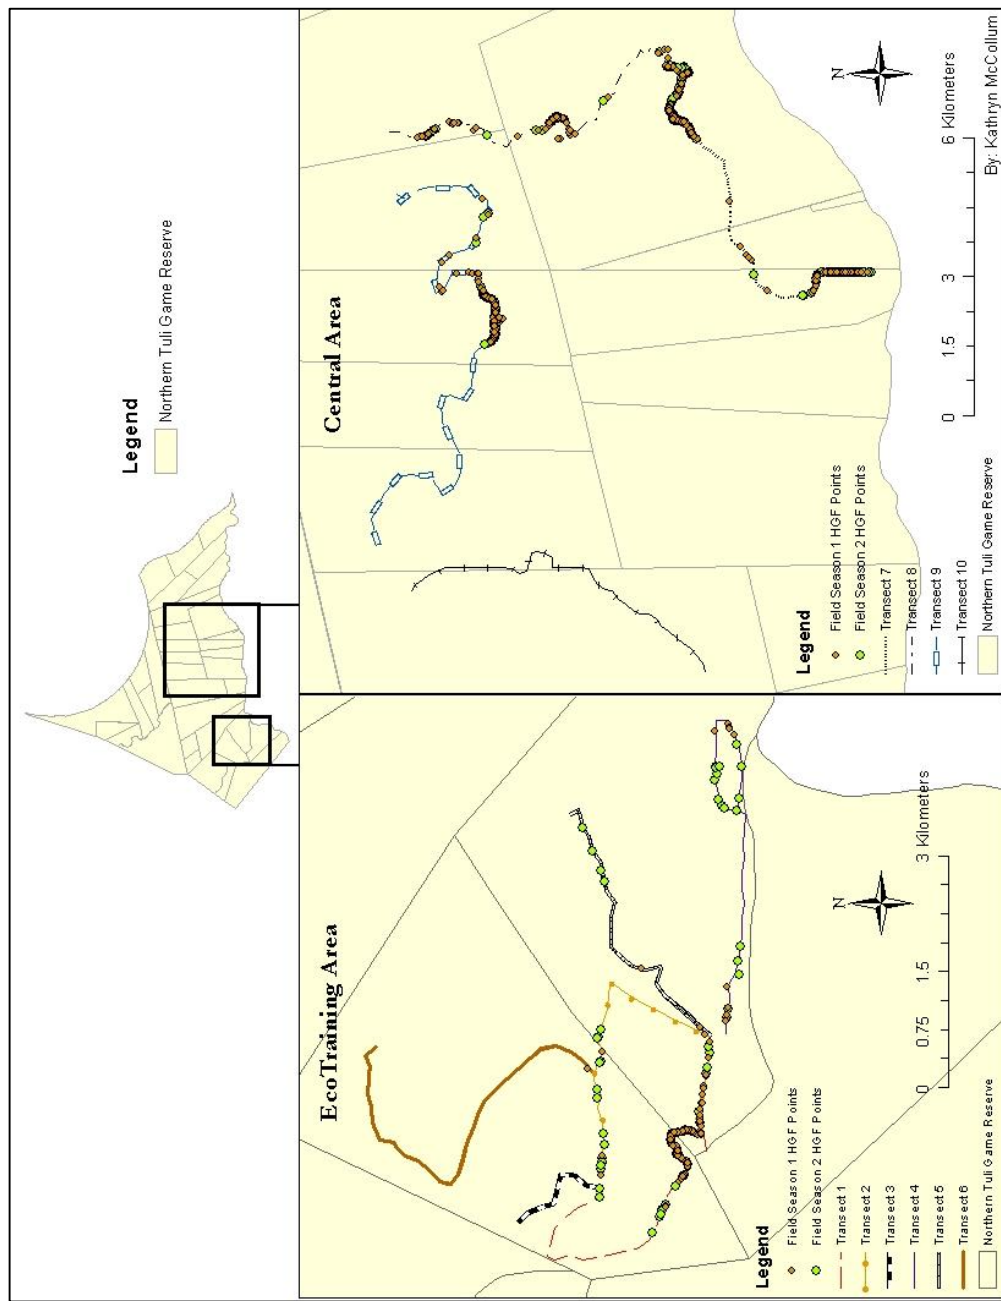 Legend
Northern Tuli Game Reserve
EcoTraining Area
N
0 0.75 1.5 3 Kilometers
Legend
Field Season 1 HGF Points
Field Season 2 HGF Points
Transect 1
Transect 2
Transect 3
Transect 4
Transect 5
Transect 6
Northern Tuli Game Reserve
Central Area
N
0 1.5 3 6 Kilometers
Legend
Field Season 1 HGF Points
Field Season 2 HGF Points
Transect 7
Transect 8
Transect 9
Transect 10
Northern Tuli Game Reserve
By: Kathryn McCollum